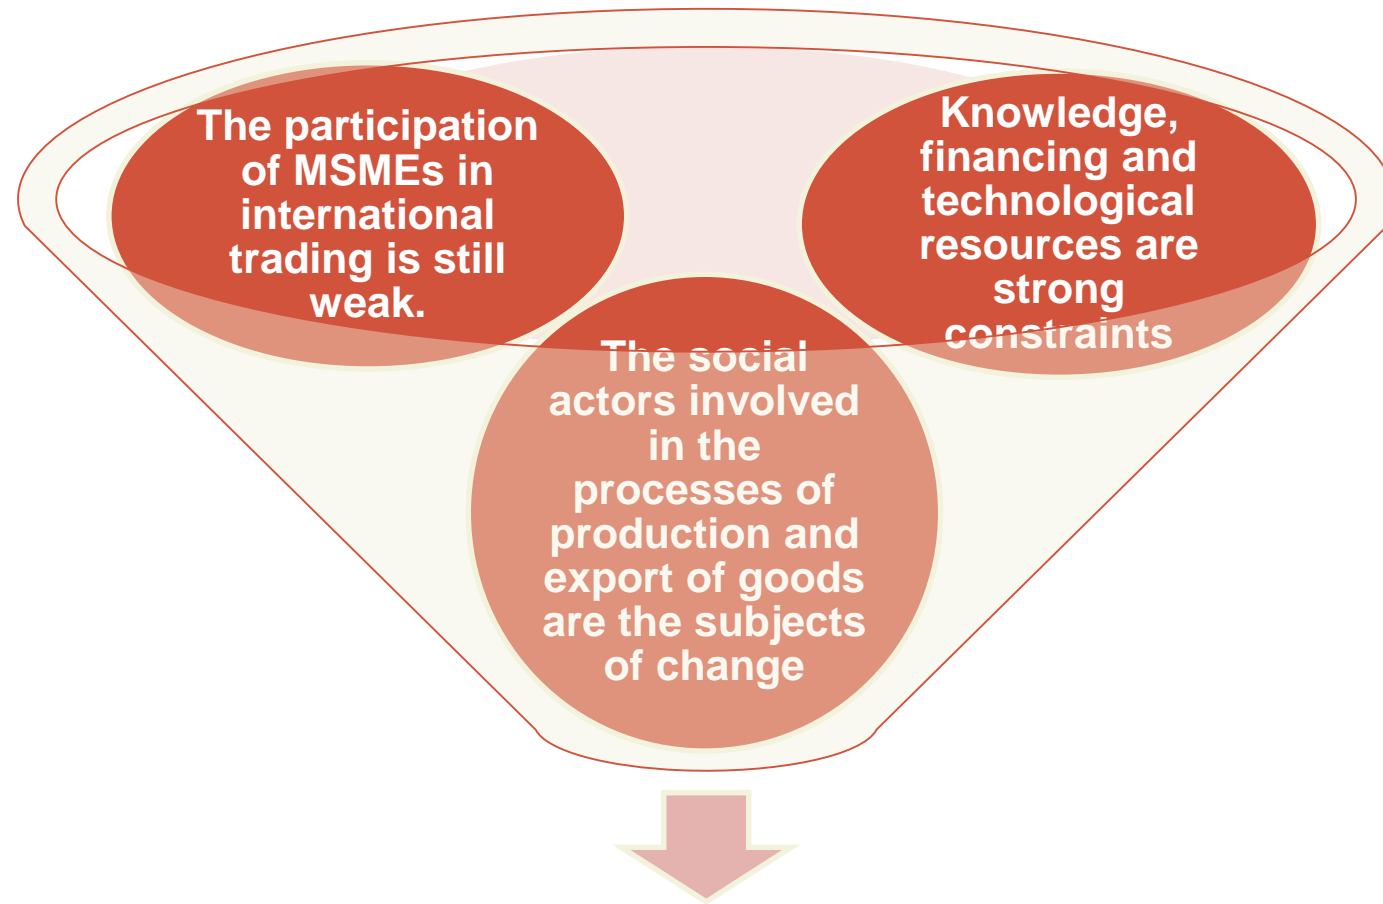 The participation
of MSMEs in
international
trading is still
weak.
Knowledge,
financing and
technological
resources are
strong
constraints
The social
actors involved
in the
processes of
production and
export of goods
are the subjects
of change